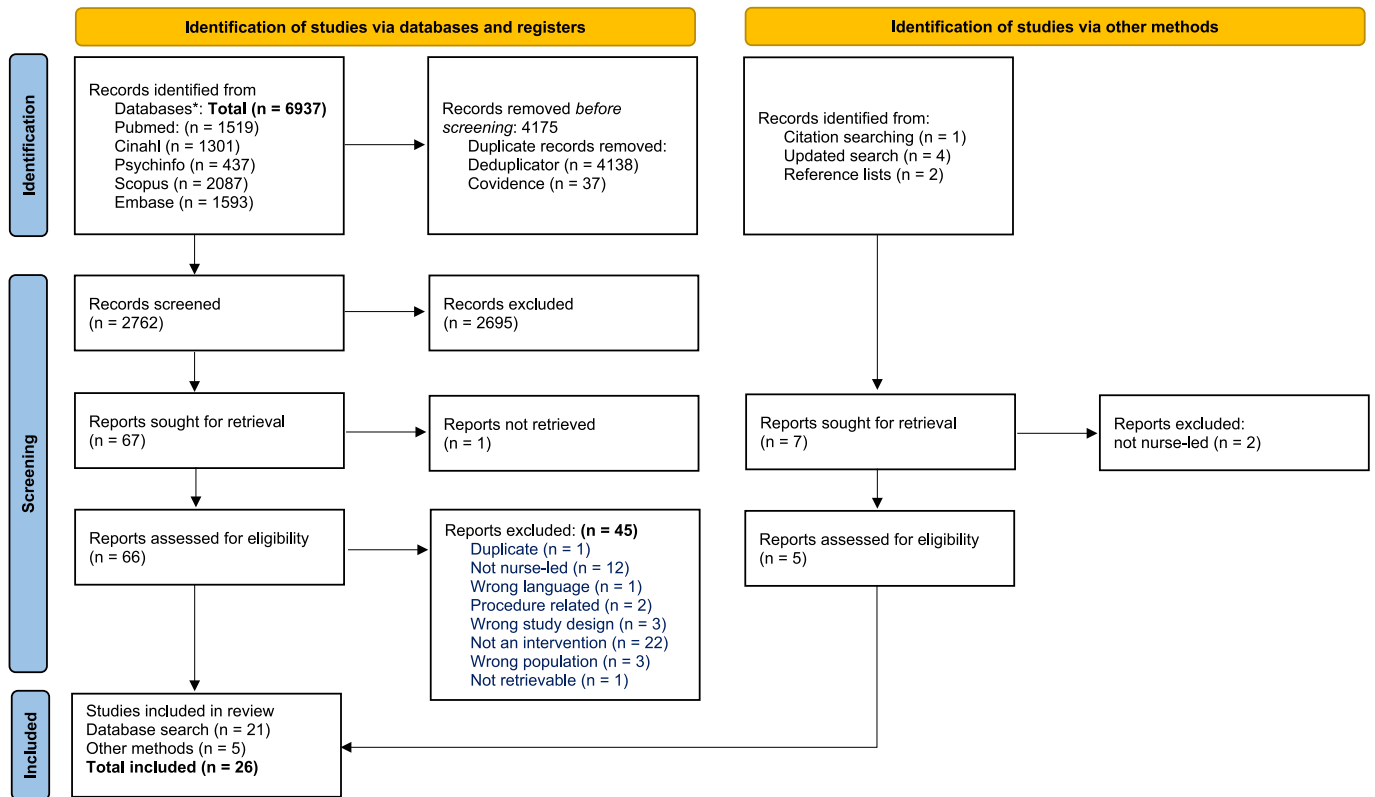 Identification of studies via databases and registers
Identification of studies via other methods
Identification
Records identified from
Databases*: Total (n = 6937)
Pubmed: (n = 1519)
Cinahl (n = 1301)
Psychinfo (n = 437)
Scopus (n = 2087)
Embase (n = 1593)
Records removed before
screening: 4175
Duplicate records removed:
Deduplicator (n = 4138)
Covidence (n = 37)
Records identified from:
Citation searching (n = 1)
Updated search (n = 4)
Reference lists (n = 2)
Screening
Records screened
(n = 2762)
Records excluded
(n = 2695)
Reports sought for retrieval
(n = 67)
Reports not retrieved
(n = 1)
Reports sought for retrieval
(n = 7)
Reports excluded:
not nurse-led (n = 2)
Reports assessed for eligibility
(n = 66)
Reports excluded: (n = 45)
Duplicate (n = 1)
Not nurse-led (n = 12)
Wrong language (n = 1)
Procedure related (n = 2)
Wrong study design (n = 3)
Not an intervention (n = 22)
Wrong population (n = 3)
Not retrievable (n = 1)
Reports assessed for eligibility
(n = 5)
Included
Studies included in review
Database search (n = 21)
Other methods (n = 5)
Total included (n = 26)